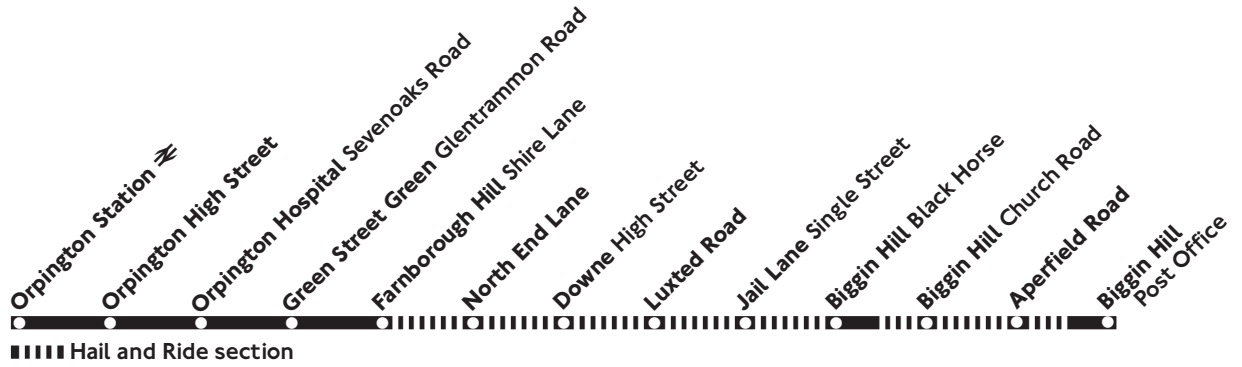 Orpington Station
Orpington High Street
Orpington Hospital Sevenoaks Road
Green Street Green Glentrammon Road
Farnborough Hill Shire Lane
North End Lane
Downe High Street
Luxted Road
Jail Lane Single Street
Biggin Hill Black Horse
Biggin Hill Church Road
Aperfield Road
Biggin Hill
Post Office
Hail and Ride section